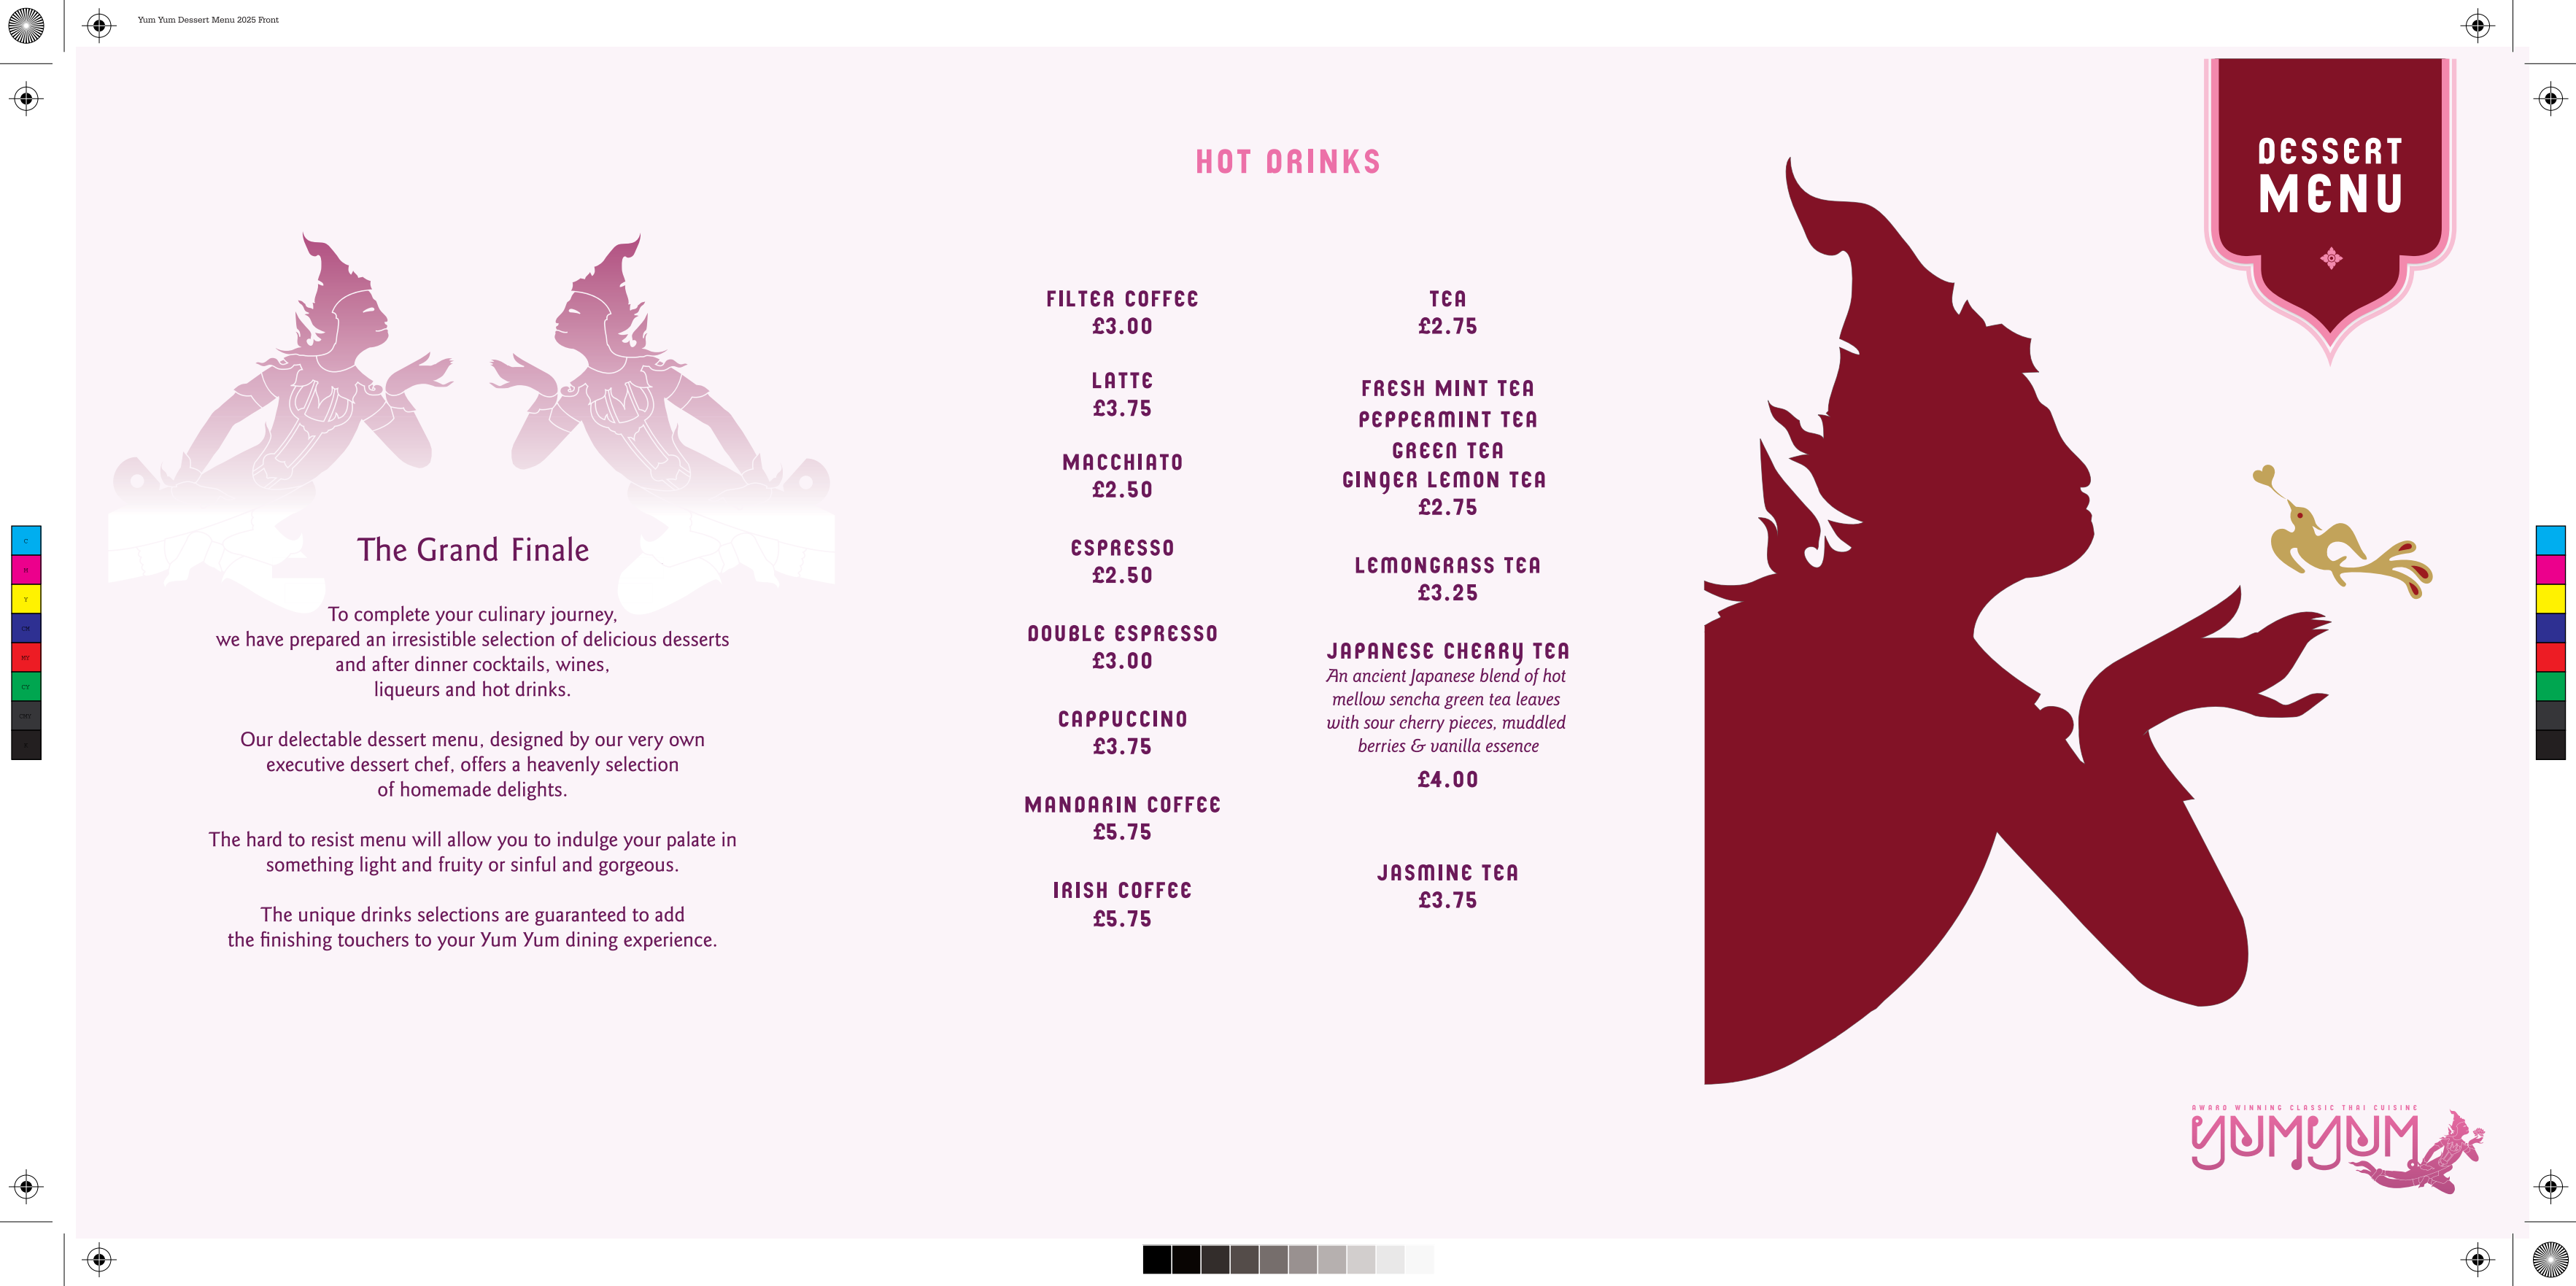 Yum Yum Dessert Menu 2025 Front
The Grand Finale
To complete your culinary journey,
we have prepared an irresistible selection of delicious desserts
and after dinner cocktails, wines,
liqueurs and hot drinks.
Our delectable dessert menu, designed by our very own
executive dessert chef, offers a heavenly selection
of homemade delights.
The hard to resist menu will allow you to indulge your palate in
something light and fruity or sinful and gorgeous.
The unique drinks selections are guaranteed to add
the finishing touchers to your Yum Yum dining experience.
HOT DRINKS
FILTER COFFEE
£3.00
LATTE
£3.75
MACCHIATO
£2.50
ESPRESSO
£2.50
DOUBLE ESPRESSO
£3.00
CAPPUCCINO
£3.75
MANDARIN COFFEE
£5.75
IRISH COFFEE
£5.75
TEA
£2.75
FRESH MINT TEA
PEPPERMINT TEA
GREEN TEA
GINGER LEMON TEA
£2.75
LEMONGRASS TEA
£3.25
JAPANESE CHERRY TEA
An ancient Japanese blend of hot
mellow sencha green tea leaves
with sour cherry pieces, muddled
berries & vanilla essence
£4.00
JASMINE TEA
£3.75
DESSERT
MENU
AWARD WINNING CLASSIC THAI CUISINE
YUMYUM
C
M
Y
CM
MY
CY
CMY
K